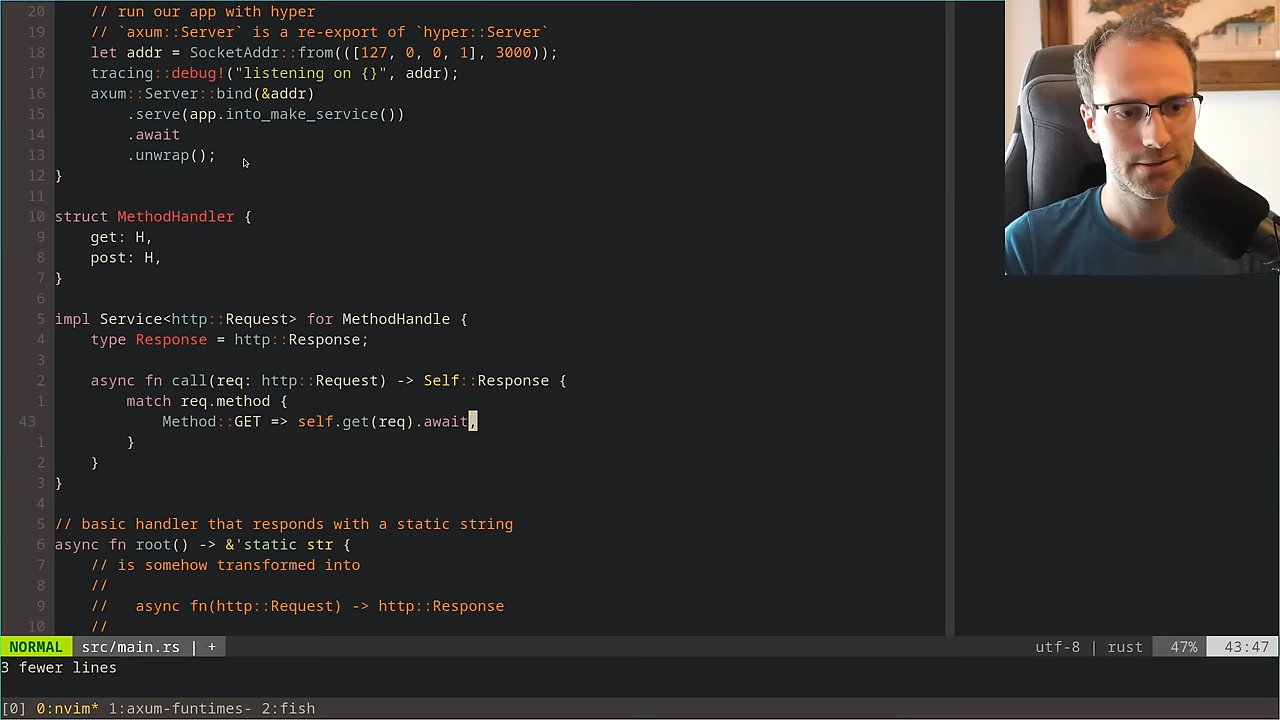 20 // run our app with hyper
19 // `axum::Server` is a re-export of `hyper::Server`
18 let addr = SocketAddr::from(([127, 0, 0, 1], 3000));
17 tracing::debug!("listening on {}", addr);
16 axum::Server::bind(&addr)
15 .serve(app.into_make_service())
14 .await
13 .unwrap();
12 }
11
10 struct MethodHandler {
9 get: H,
8 post: H,
7 }
6
5 impl Service<http::Request> for MethodHandle {
4 type Response = http::Response;
3
2 async fn call(req: http::Request) -> Self::Response {
1 match req.method {
43 Method::GET => self.get(req).await,
1 }
2 }
3 }
4
5 // basic handler that responds with a static string
6 async fn root() -> &'static str {
7 // is somehow transformed into
8 //
9 // async fn(http::Request) -> http::Response
10 //
NORMAL src/main.rs | + utf-8 | rust 47% 43:47
3 fewer lines
[0] 0:nvim* 1:axum-funtimes- 2:fish